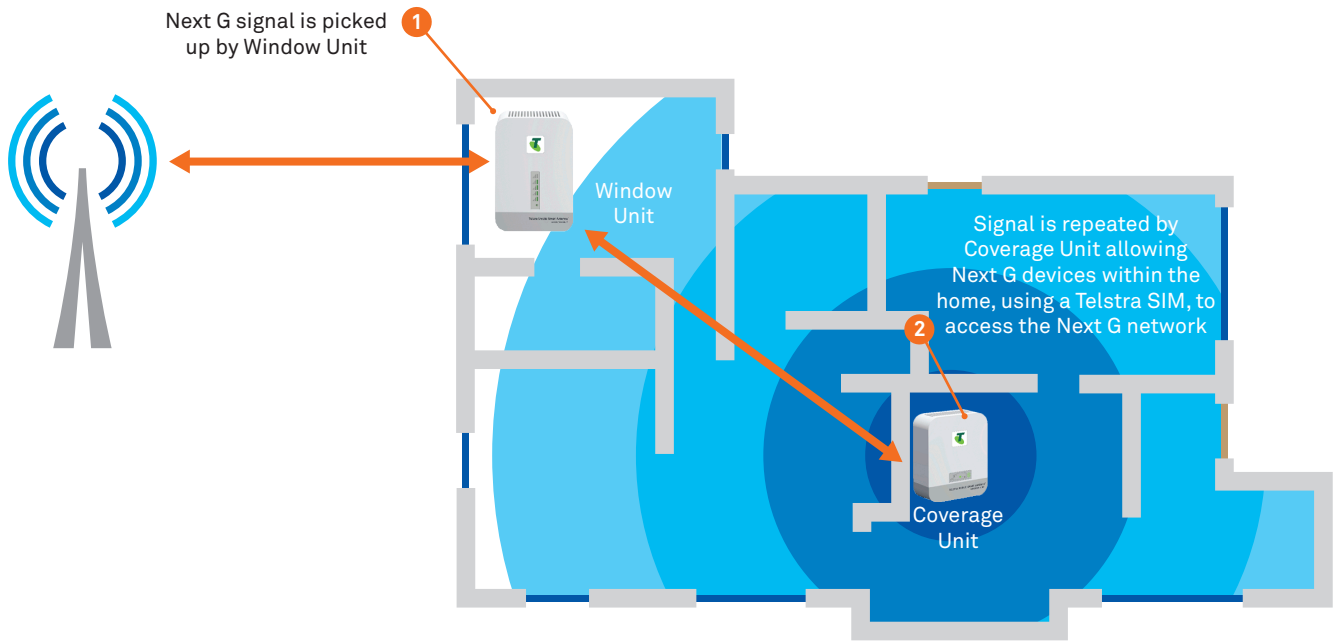 Next G signal is picked
up by Window Unit
1
Window
Unit
Signal is repeated by
Coverage Unit allowing
Next G devices within the
home, using a Telstra SIM, to
access the Next G network
2
Coverage
Unit